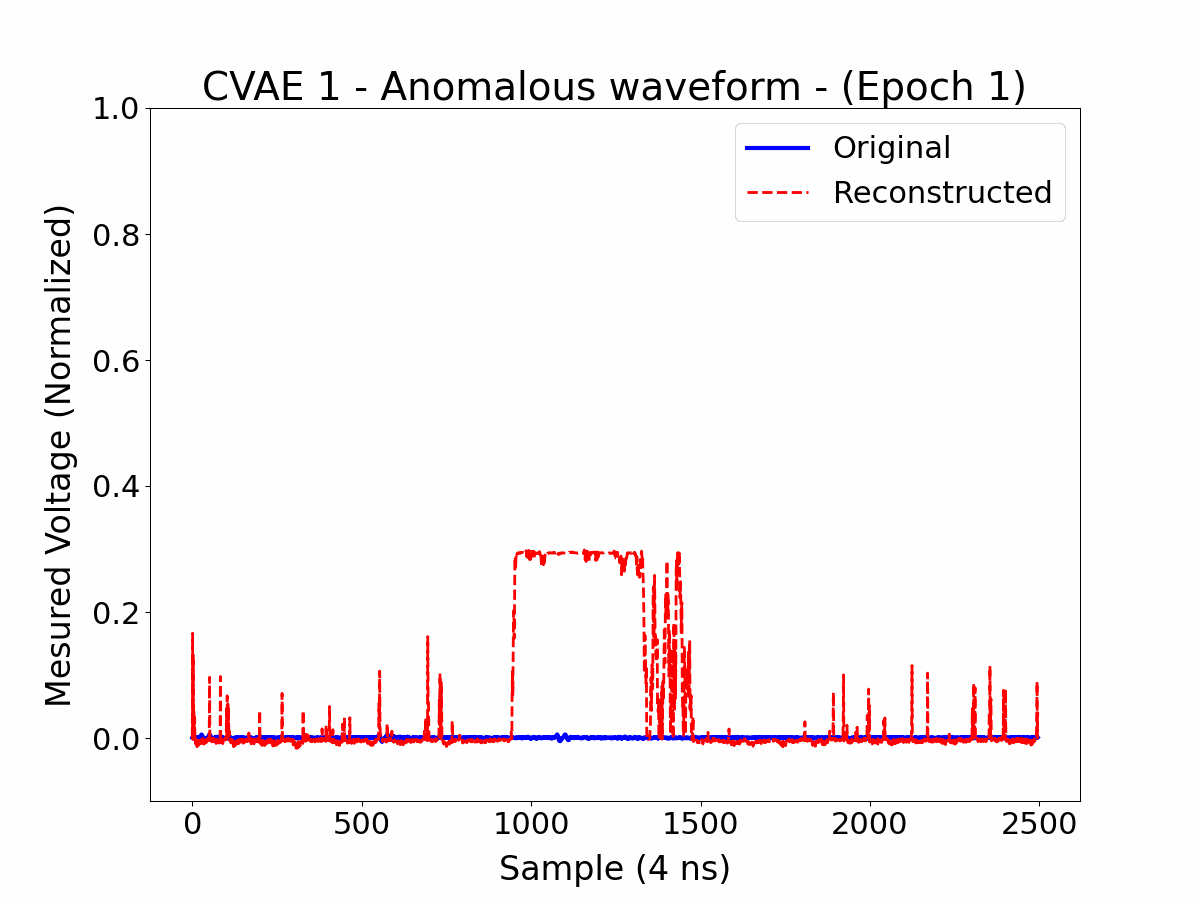 CVAE 1 - Anomalous waveform - (Epoch 1)
Original
Reconstructed
1.0
0.8
0.6
0.4
0.2
0.0
Mesured Voltage (Normalized)
0 500 1000 1500 2000 2500
Sample (4 ns)